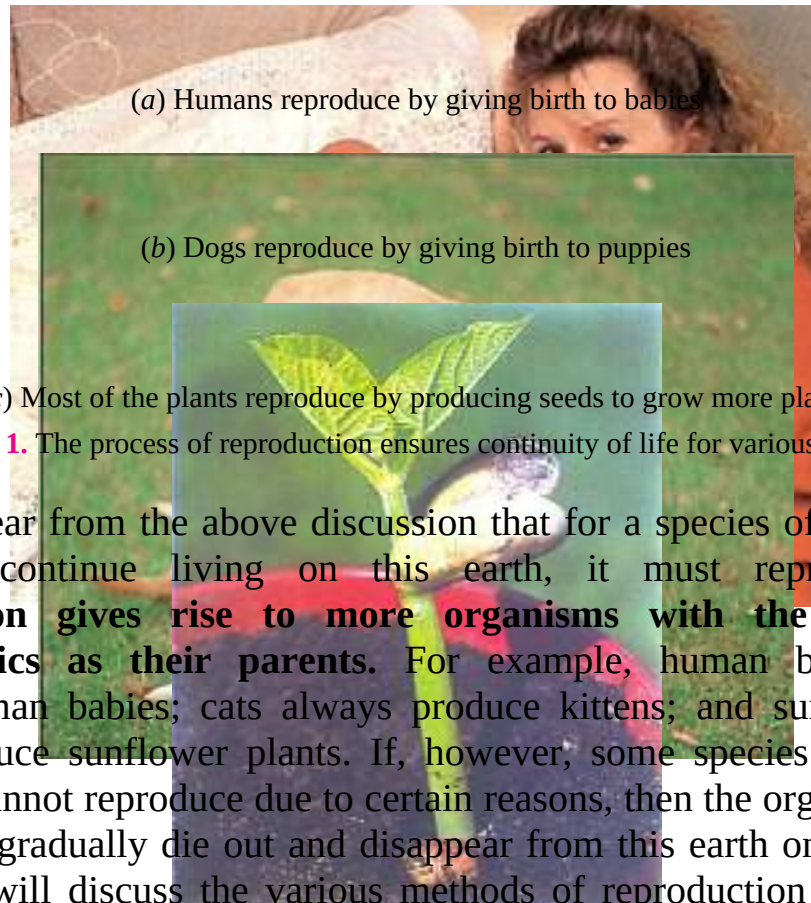 (a) Humans reproduce by giving birth to babies
(b) Dogs reproduce by giving birth to puppies
) Most of the plants reproduce by producing seeds to grow more pla
1. The process of reproduction ensures continuity of life for various
ear from the above discussion that for a species of
continue living on this earth, it must repr
on gives rise to more organisms with the
ics as their parents. For example, human b
man babies; cats always produce kittens; and su
uce sunflower plants. If, however, some species
annot reproduce due to certain reasons, then the org
gradually die out and disappear from this earth on
will discuss the various methods of reproduction